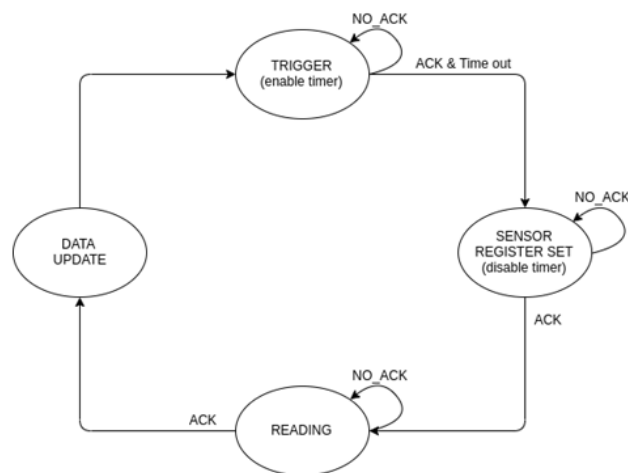 NO_ACK
TRIGGER
(enable timer)
ACK & Time out
NO_ACK
SENSOR
REGISTER SET
(disable timer)
DATA
UPDATE
ACK
NO_ACK
ACK
READING